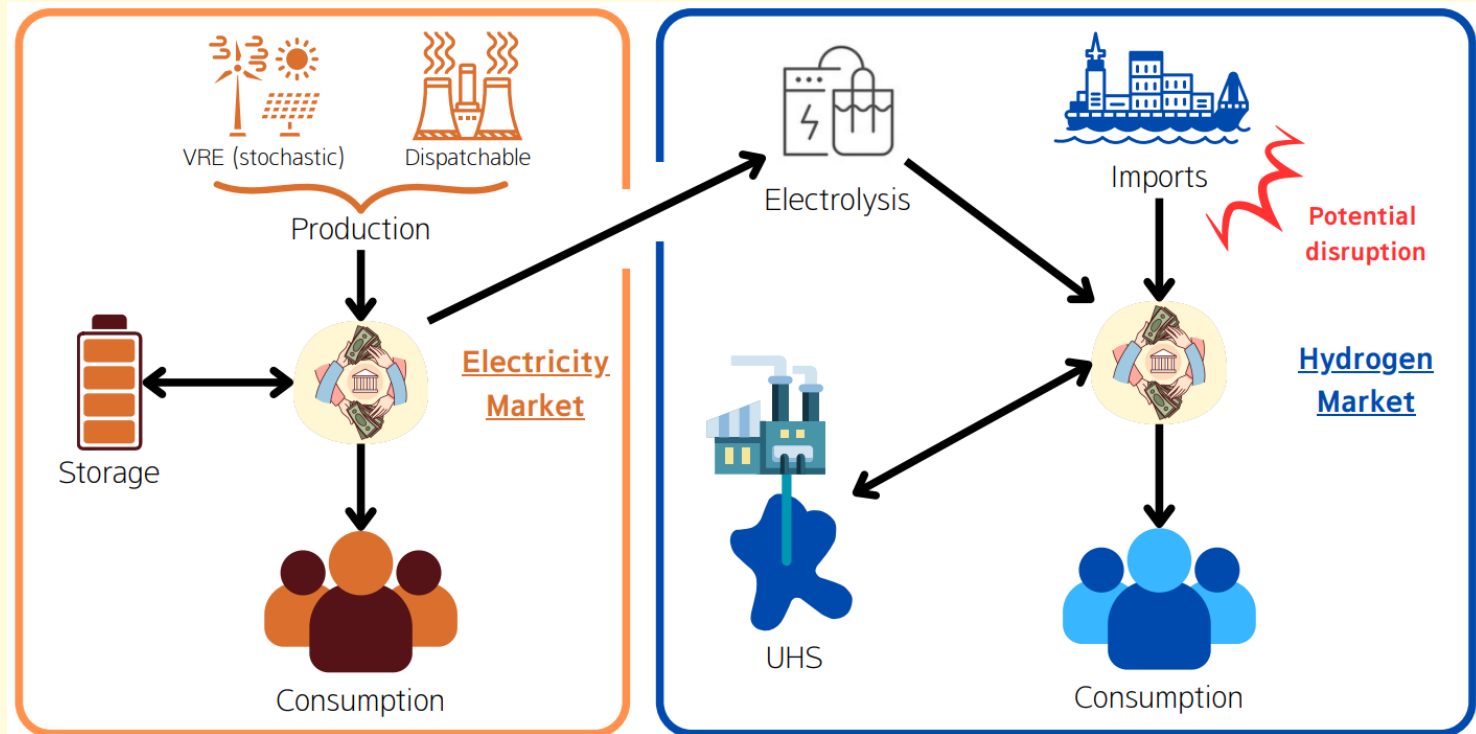 VRE (stochastic)
Dispatchable
Production
Electricity
Market
Storage
Consumption
Electrolysis
Imports
Potential
disruption
Hydrogen
Market
UHS
Consumption